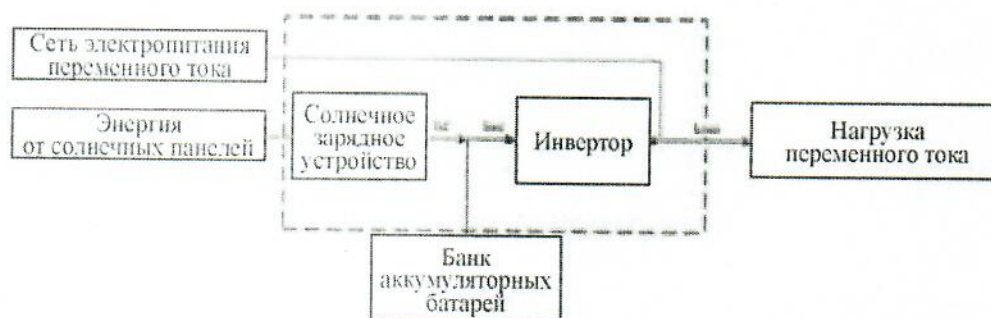 Сеть электропитания
переменного тока
Энергия
от солнечных панелей
Солнечное
зарядное
устройство
Инвертор
Нагрузка
переменного тока
Банк
аккумуляторных
батарей